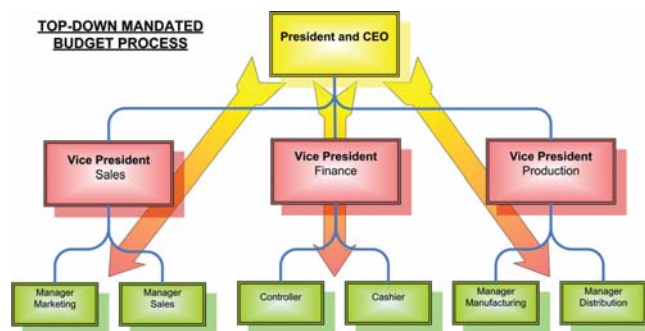 TOP-DOWN MANDATED
BUDGET PROCESS
President and CEO
Vice President
Sales
Vice President
Finance
Vice President
Production
Manager
Marketing
Manager
Sales
Controller
Cashier
Manager
Manufacturing
Manager
Distribution